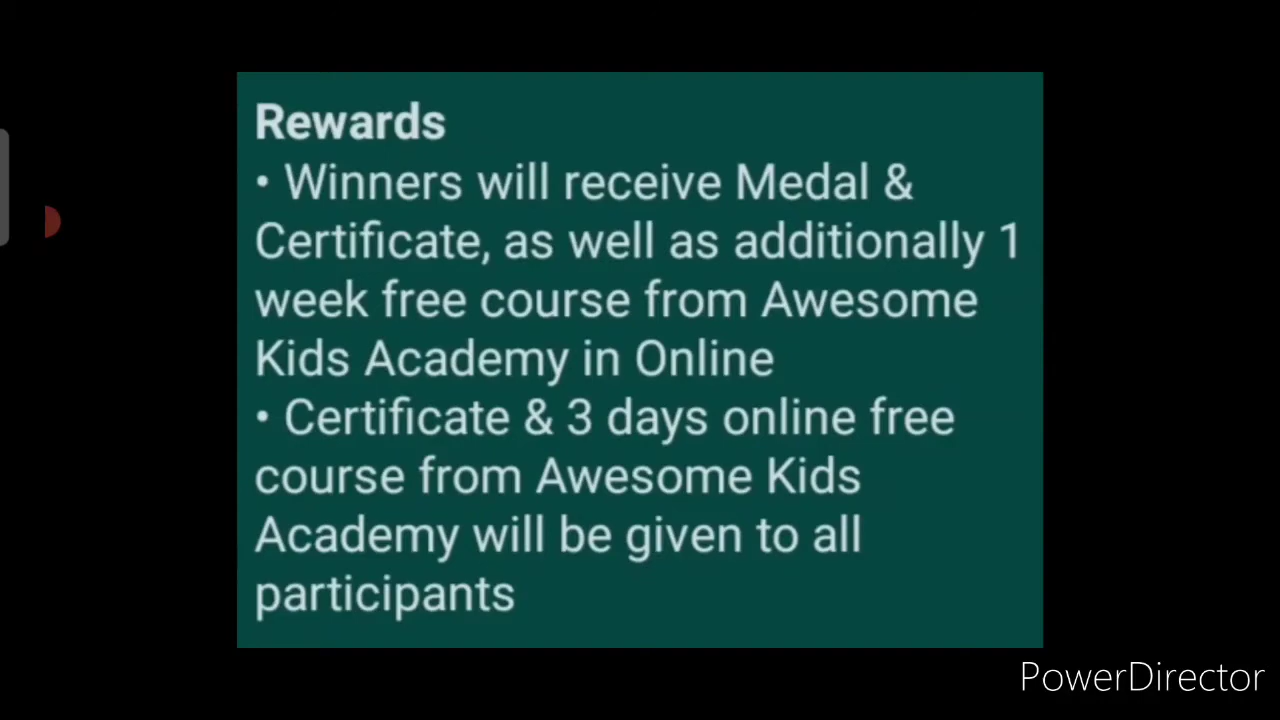 Rewards
• Winners will receive Medal &
Certificate, as well as additionally 1
week free course from Awesome
Kids Academy in Online
• Certificate & 3 days online free
course from Awesome Kids
Academy will be given to all
participants
PowerDirector